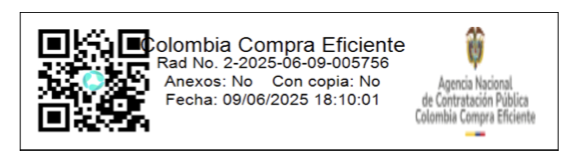 Colombia Compra Eficiente
Rad No. 2-2025-06-09-005756
Anexos: No Con copia: No
Fecha: 09/06/2025 18:10:01
Agencia Nacional
de Contratación Pública
Colombia Compra Eficiente